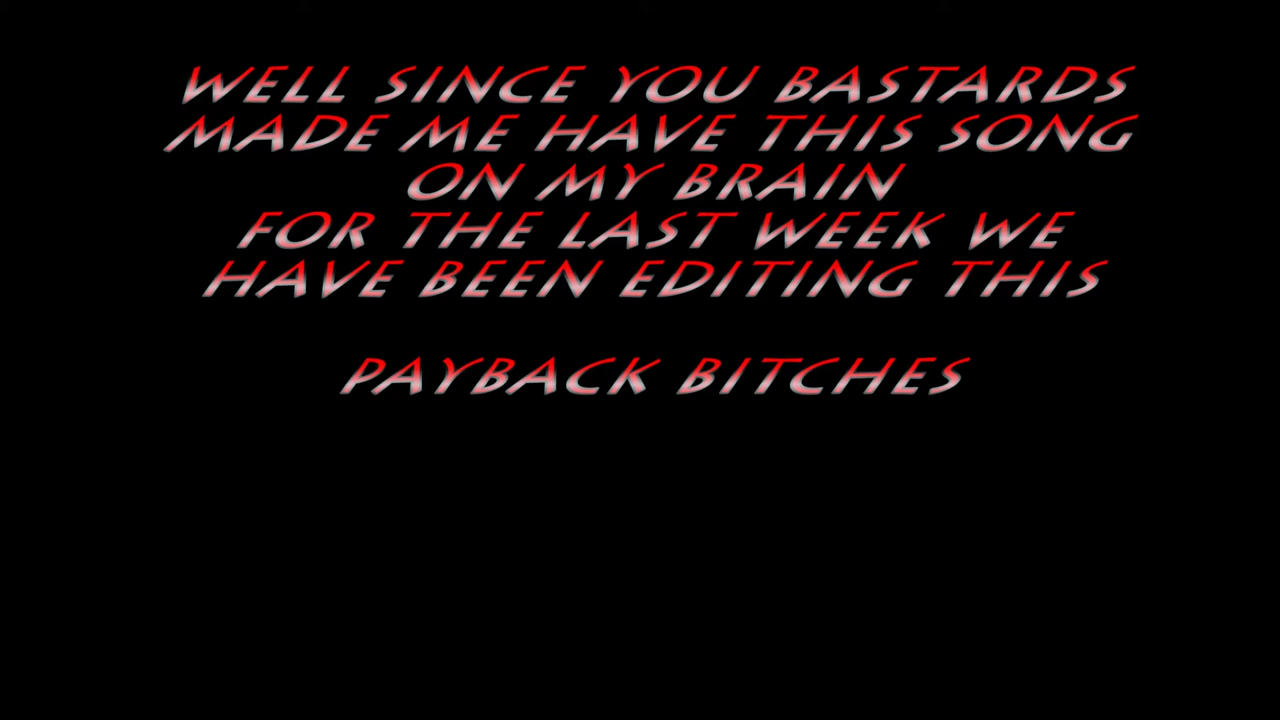 WELL SINCE YOU BASTARDS
MADE ME HAVE THIS SONG
ON MY BRAIN
FOR THE LAST WEEK WE
HAVE BEEN EDITING THIS
PAYBACK BITCHES